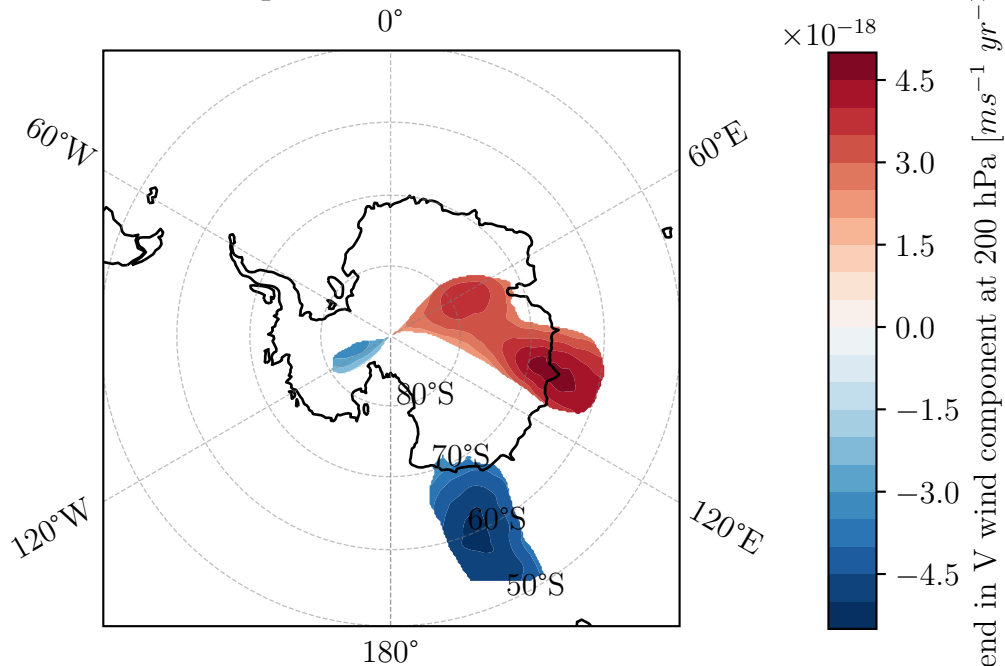 0°
×10⁻¹⁸
60°W
60°E
4.5
3.0
1.5
0.0
80°S
−1.5
70°S
−3.0
60°S
120°W
120°E
−4.5
50°S
180°
end in V wind component at 200 hPa [ms⁻¹ yr⁻